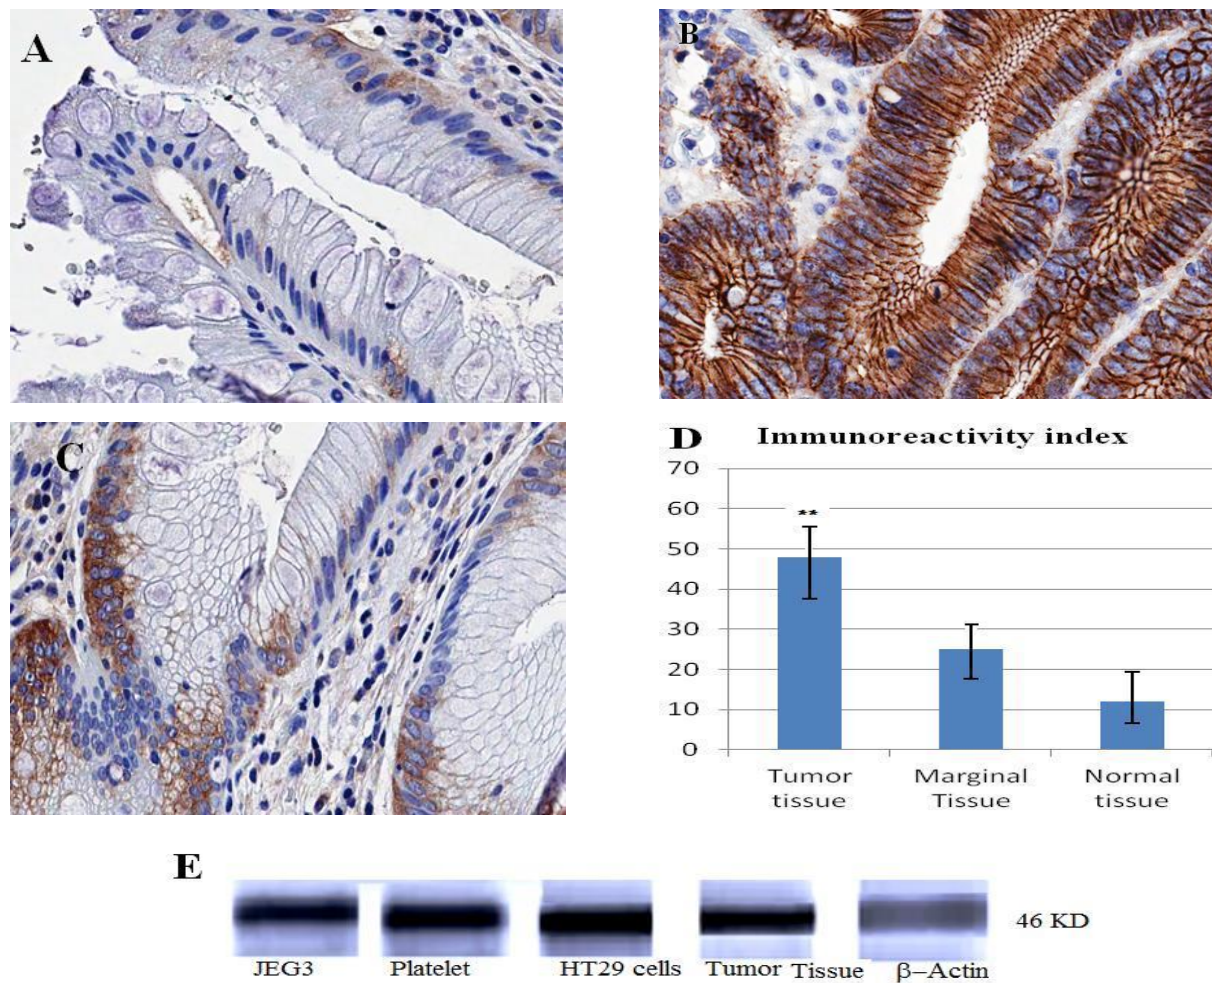 A
B
C
D
Immunoreactivity index
70
60
50
40
30
20
10
0
**
Tumor
tissue
Marginal
Tissue
Normal
tissue
E
46 KD
JEG3
Platelet
HT29 cells
Tumor Tissue
β–Actin